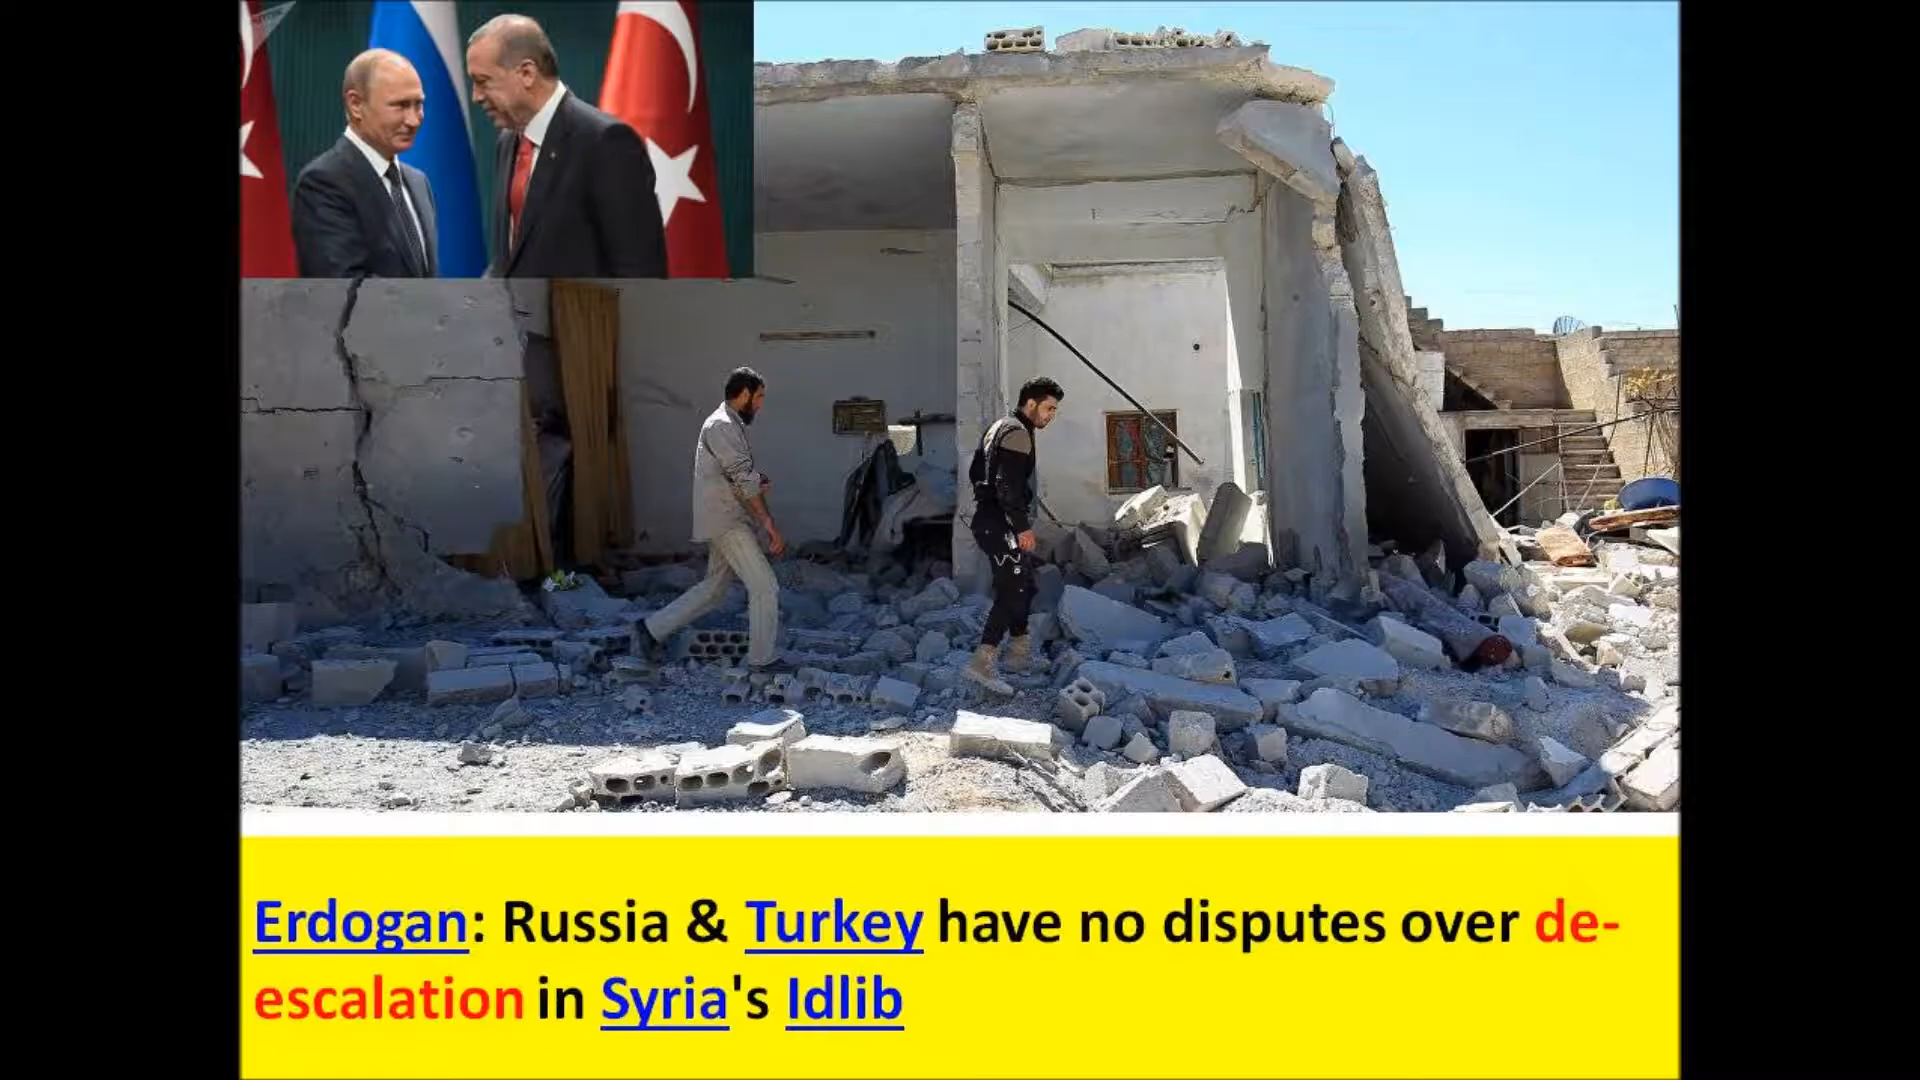 Erdogan: Russia & Turkey have no disputes over de-
escalation in Syria's Idlib